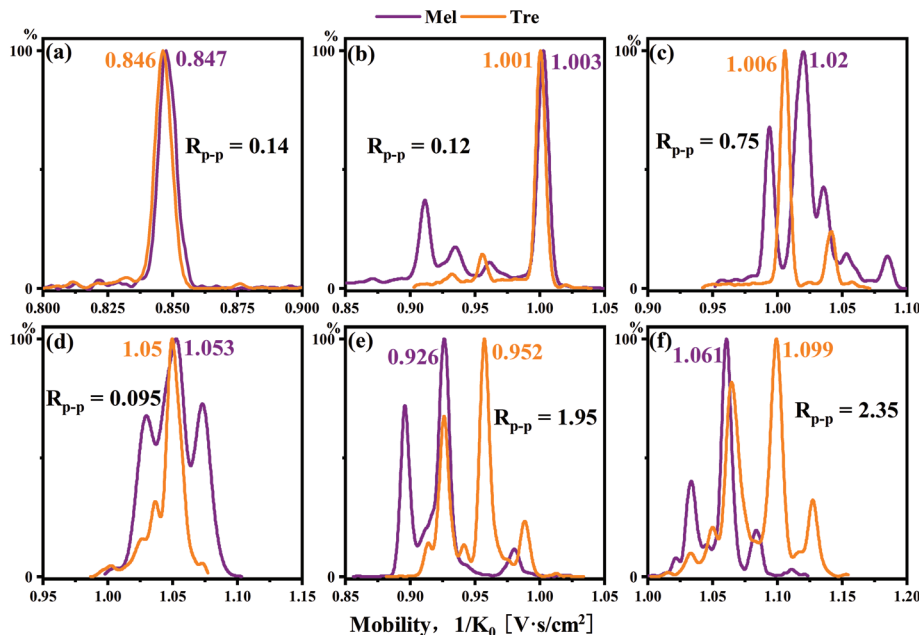 Mel Tre
(a) % 100 0 0.846 0.847 Rp-p = 0.14 0.800 0.825 0.850 0.875 0.900
(b) % 100 0 1.001 1.003 Rp-p = 0.12 0.85 0.90 0.95 1.00 1.05
(c) % 100 0 1.006 1.02 Rp-p = 0.75 0.95 1.00 1.05 1.10
(d) % 100 0 1.05 1.053 Rp-p = 0.095 0.95 1.00 1.05 1.10 1.15
(e) % 100 0 0.926 0.952 Rp-p = 1.95 0.85 0.90 0.95 1.00 1.05
(f) % 100 0 1.061 1.099 Rp-p = 2.35 1.00 1.05 1.10 1.15 1.20
Mobility, 1/K0 [V·s/cm²]